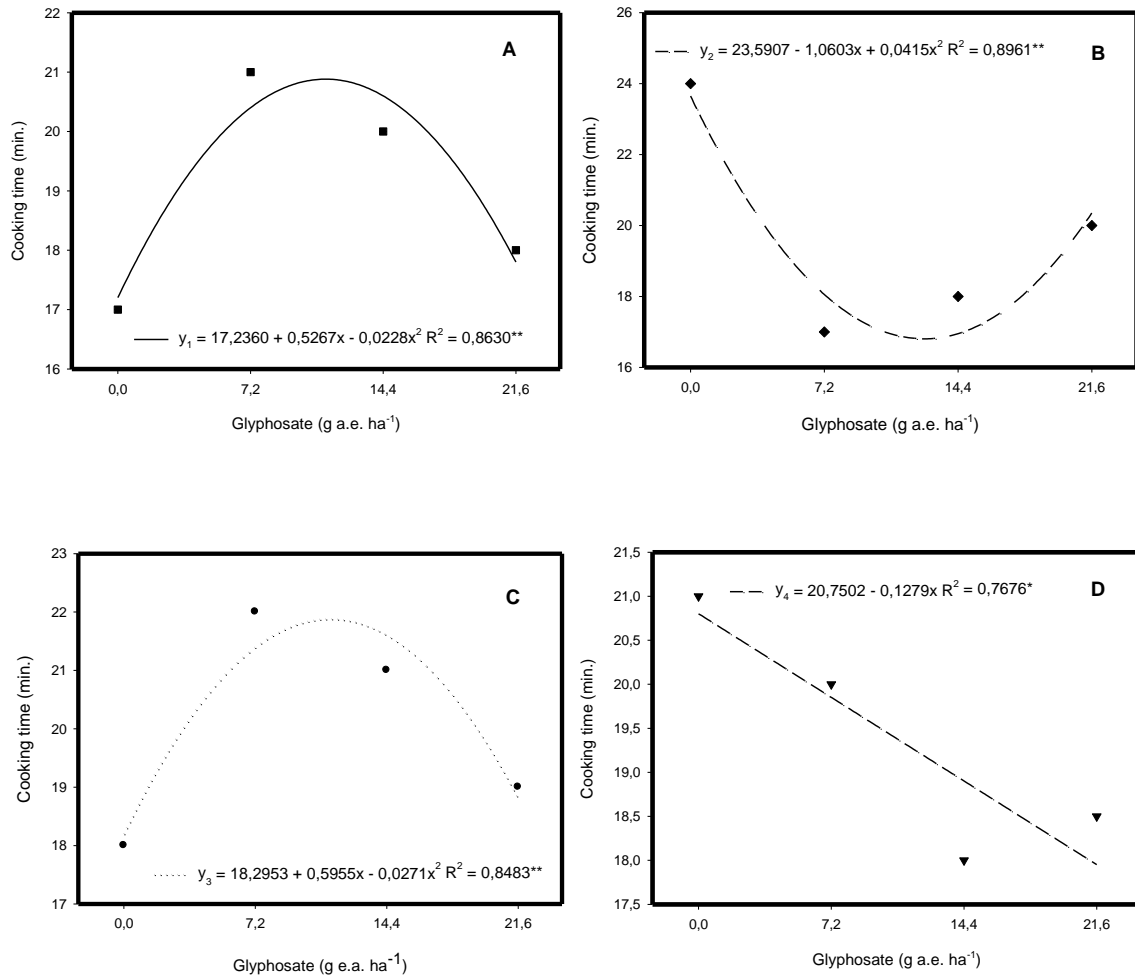 A
Cooking time (min.)
22
21
20
19
18
17
16
y₁ = 17,2360 + 0,5267x - 0,0228x² R² = 0,8630**
0,0 7,2 14,4 21,6
Glyphosate (g a.e. ha⁻¹)
B
Cooking time (min.)
26
24
22
20
18
16
y₂ = 23,5907 - 1,0603x + 0,0415x² R² = 0,8961**
0,0 7,2 14,4 21,6
Glyphosate (g a.e. ha⁻¹)
C
Cooking time (min.)
23
22
21
20
19
18
17
y₃ = 18,2953 + 0,5955x - 0,0271x² R² = 0,8483**
0,0 7,2 14,4 21,6
Glyphosate (g e.a. ha⁻¹)
D
Cooking time (min.)
21,5
21,0
20,5
20,0
19,5
19,0
18,5
18,0
17,5
y₄ = 20,7502 - 0,1279x R² = 0,7676*
0,0 7,2 14,4 21,6
Glyphosate (g a.e. ha⁻¹)